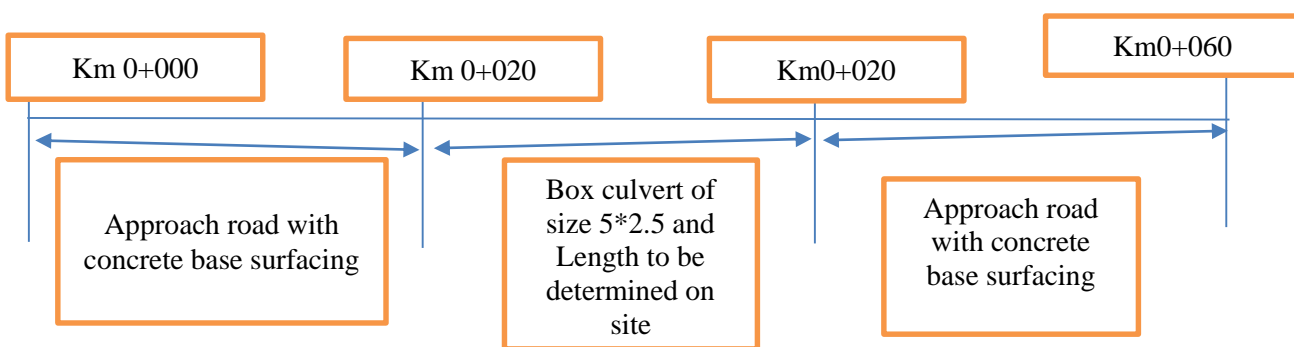 Km 0+000
Km 0+020
Km0+020
Km0+060
Approach road with
concrete base surfacing
Box culvert of
size 5*2.5 and
Length to be
determined on
site
Approach road
with concrete
base surfacing